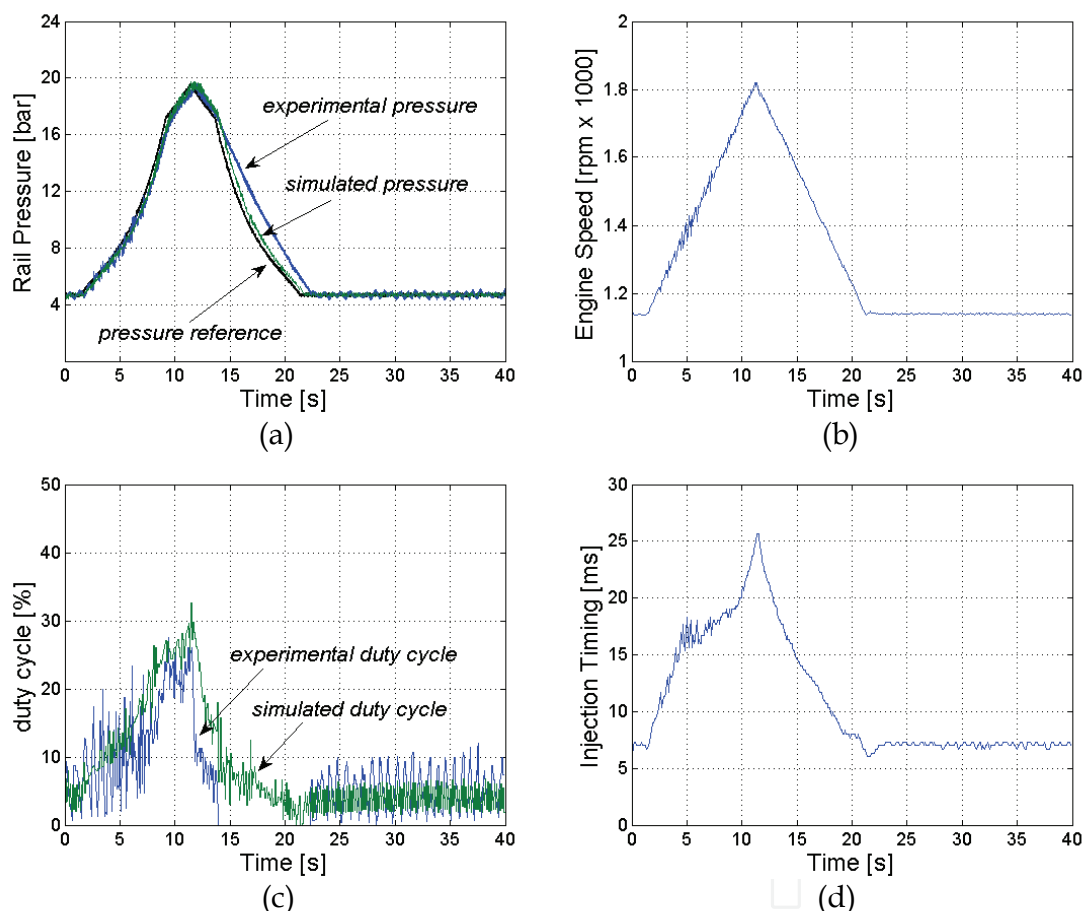 24
20
16
12
8
4
Rail Pressure [bar]
experimental pressure
simulated pressure
pressure reference
0 5 10 15 20 25 30 35 40
Time [s]
(a)
2
1.8
1.6
1.4
1.2
1
Engine Speed [rpm x 1000]
0 5 10 15 20 25 30 35 40
Time [s]
(b)
50
40
30
20
10
0
duty cycle [%]
experimental duty cycle
simulated duty cycle
0 5 10 15 20 25 30 35 40
Time [s]
(c)
30
25
20
15
10
5
0
Injection Timing [ms]
0 5 10 15 20 25 30 35 40
Time [s]
(d)